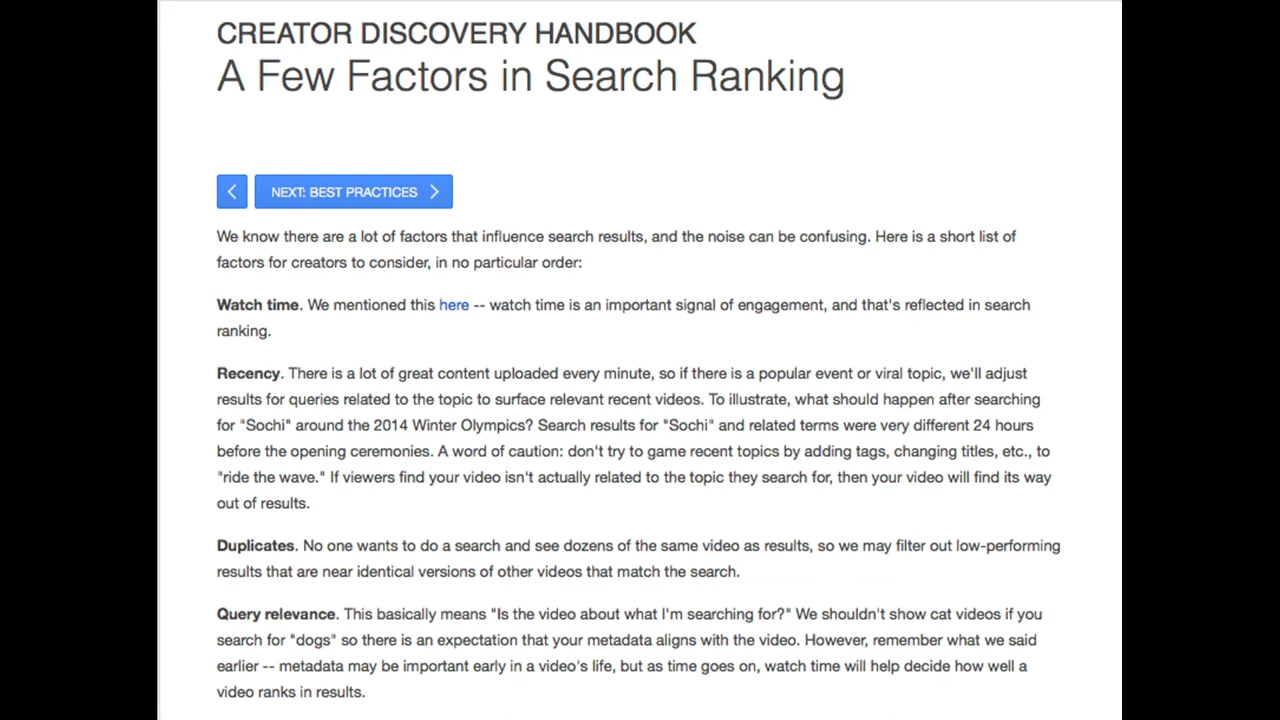 CREATOR DISCOVERY HANDBOOK
A Few Factors in Search Ranking
NEXT: BEST PRACTICES
We know there are a lot of factors that influence search results, and the noise can be confusing. Here is a short list of
factors for creators to consider, in no particular order:
Watch time. We mentioned this here -- watch time is an important signal of engagement, and that's reflected in search
ranking.
Recency. There is a lot of great content uploaded every minute, so if there is a popular event or viral topic, we'll adjust
results for queries related to the topic to surface relevant recent videos. To illustrate, what should happen after searching
for "Sochi" around the 2014 Winter Olympics? Search results for "Sochi" and related terms were very different 24 hours
before the opening ceremonies. A word of caution: don't try to game recent topics by adding tags, changing titles, etc., to
"ride the wave." If viewers find your video isn't actually related to the topic they search for, then your video will find its way
out of results.
Duplicates. No one wants to do a search and see dozens of the same video as results, so we may filter out low-performing
results that are near identical versions of other videos that match the search.
Query relevance. This basically means "Is the video about what I'm searching for?" We shouldn't show cat videos if you
search for "dogs" so there is an expectation that your metadata aligns with the video. However, remember what we said
earlier -- metadata may be important early in a video's life, but as time goes on, watch time will help decide how well a
video ranks in results.